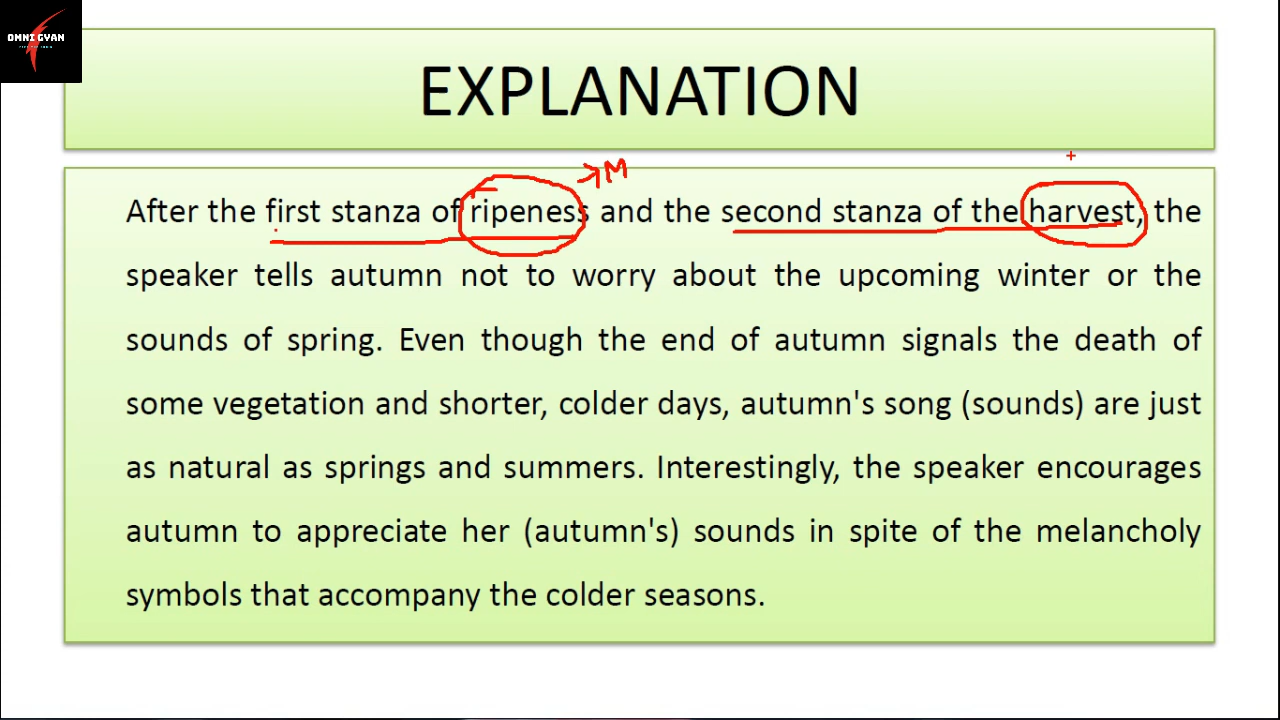 OMNI GYAN
EXPLANATION
→M
After the first stanza of ripeness and the second stanza of the harvest, the
speaker tells autumn not to worry about the upcoming winter or the
sounds of spring. Even though the end of autumn signals the death of
some vegetation and shorter, colder days, autumn's song (sounds) are just
as natural as springs and summers. Interestingly, the speaker encourages
autumn to appreciate her (autumn's) sounds in spite of the melancholy
symbols that accompany the colder seasons.